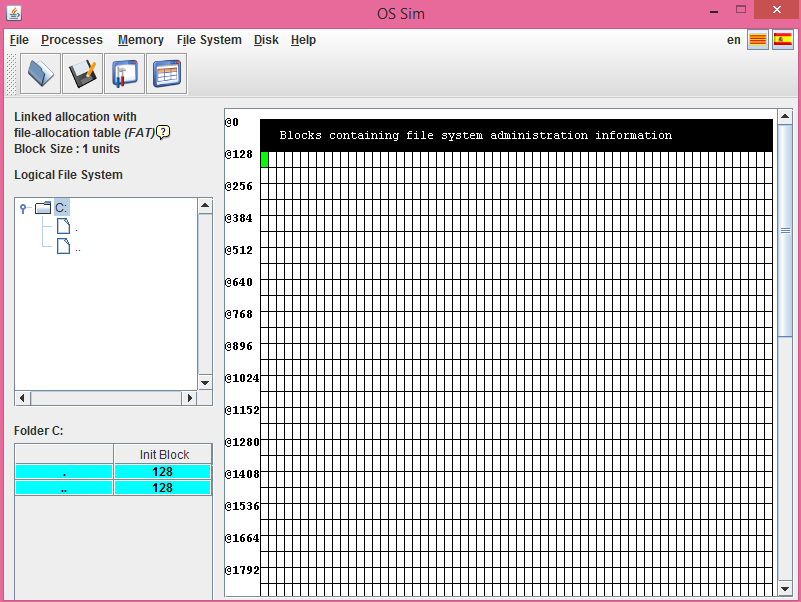 OS Sim
File Processes Memory File System Disk Help en
Linked allocation with
file-allocation table (FAT)?
Block Size : 1 units
Logical File System
C:
.
..
Folder C:
Init Block
. 128
.. 128
@0
Blocks containing file system administration information
@128
@256
@384
@512
@640
@768
@896
@1024
@1152
@1280
@1408
@1536
@1664
@1792